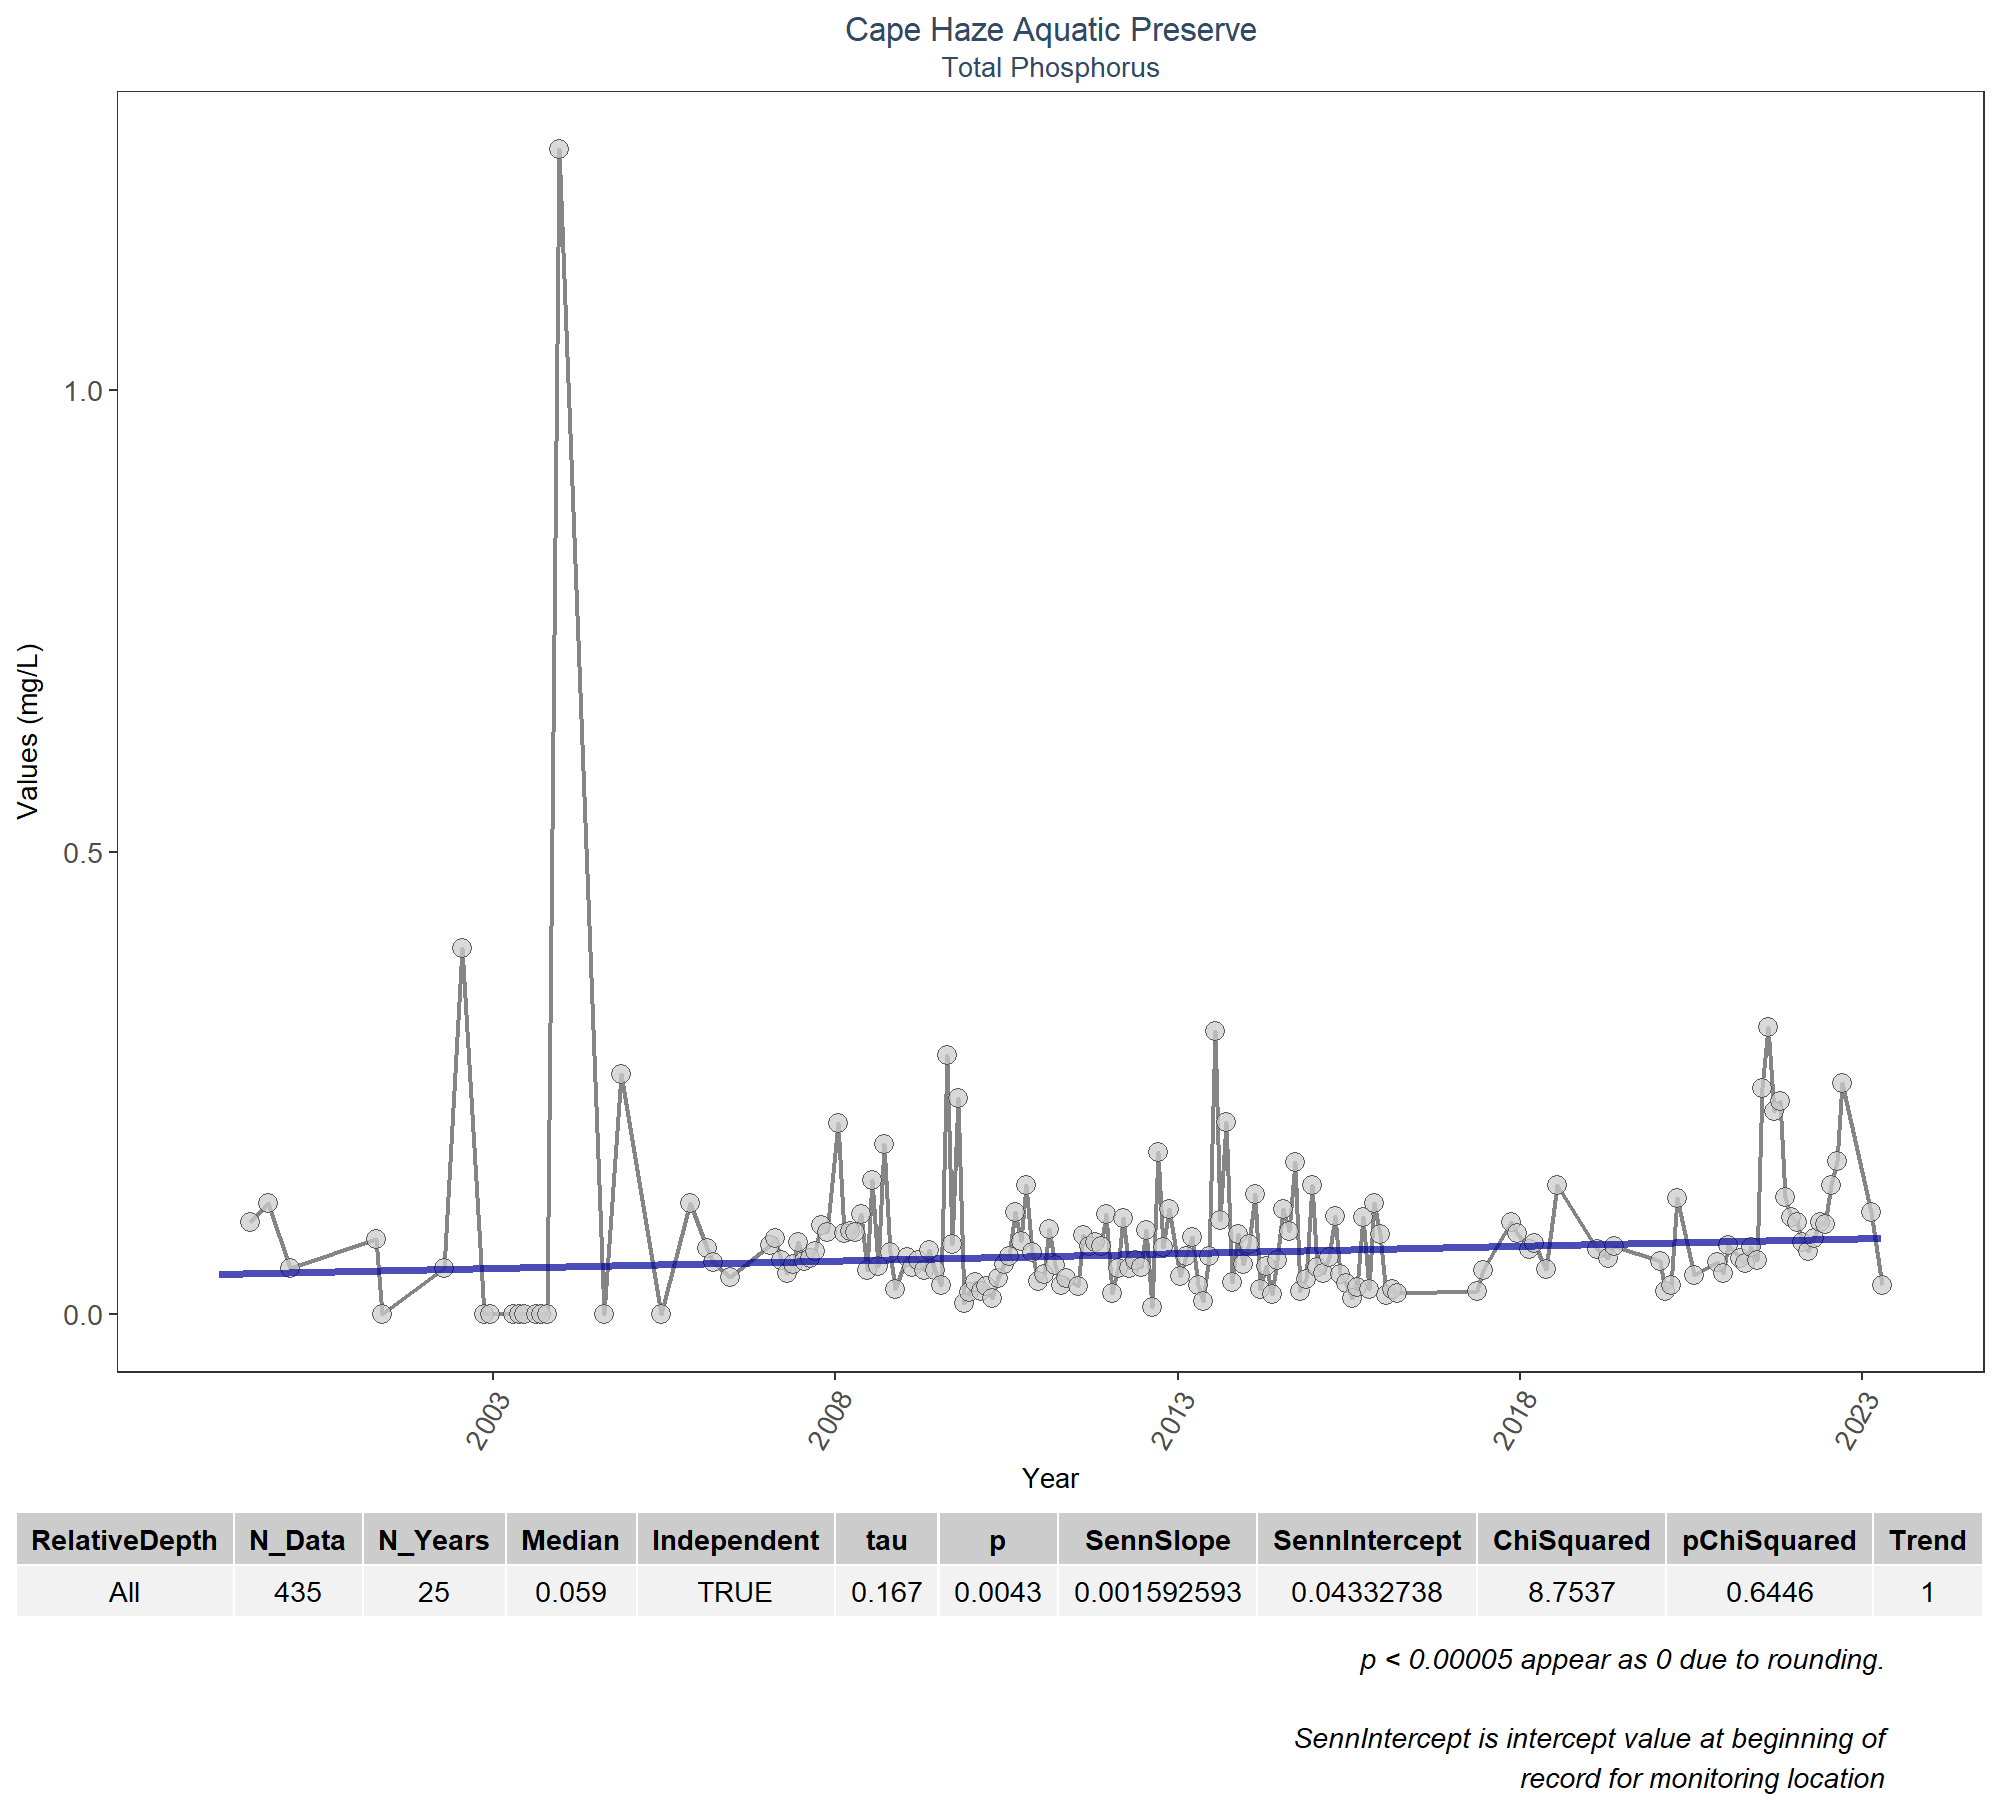 Cape Haze Aquatic Preserve
Total Phosphorus
Values (mg/L)
1.0
0.5
0.0
2003 2008 2013 2018 2023
Year
RelativeDepth N_Data N_Years Median Independent tau p SennSlope SennIntercept ChiSquared pChiSquared Trend
All 435 25 0.059 TRUE 0.167 0.0043 0.001592593 0.04332738 8.7537 0.6446 1
p < 0.00005 appear as 0 due to rounding.
SennIntercept is intercept value at beginning of
record for monitoring location